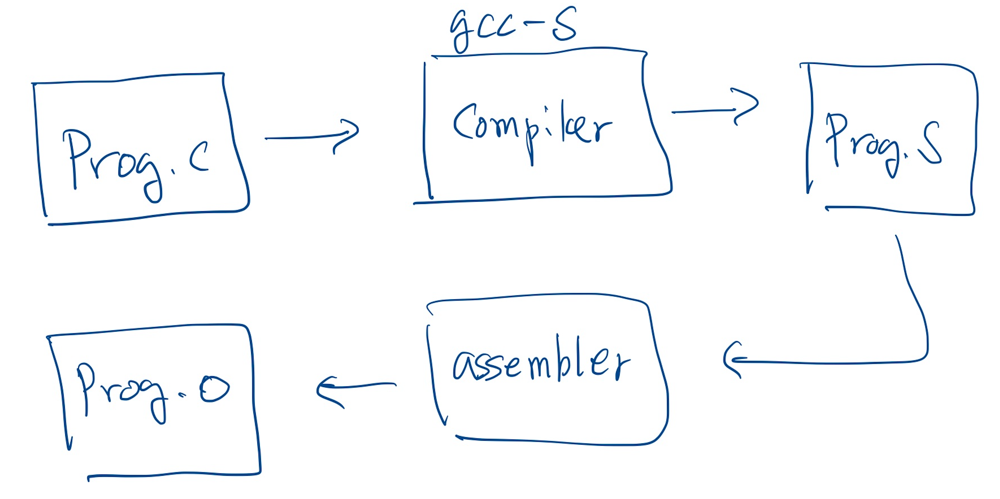 gcc-S
Prog.c
Compiler
Prog.S
assembler
Prog.o